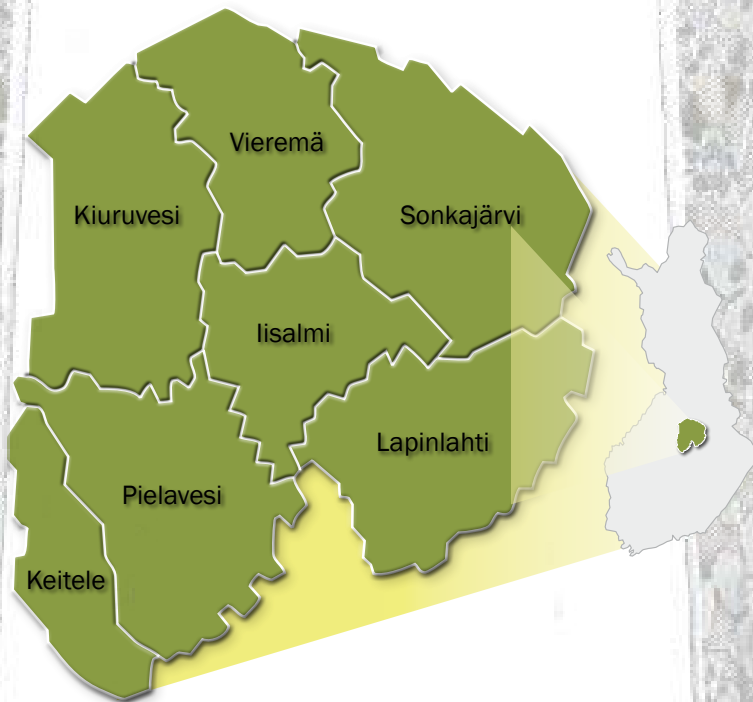 Vieremä
Kiuruvesi
Sonkajärvi
Iisalmi
Lapinlahti
Pielavesi
Keitele